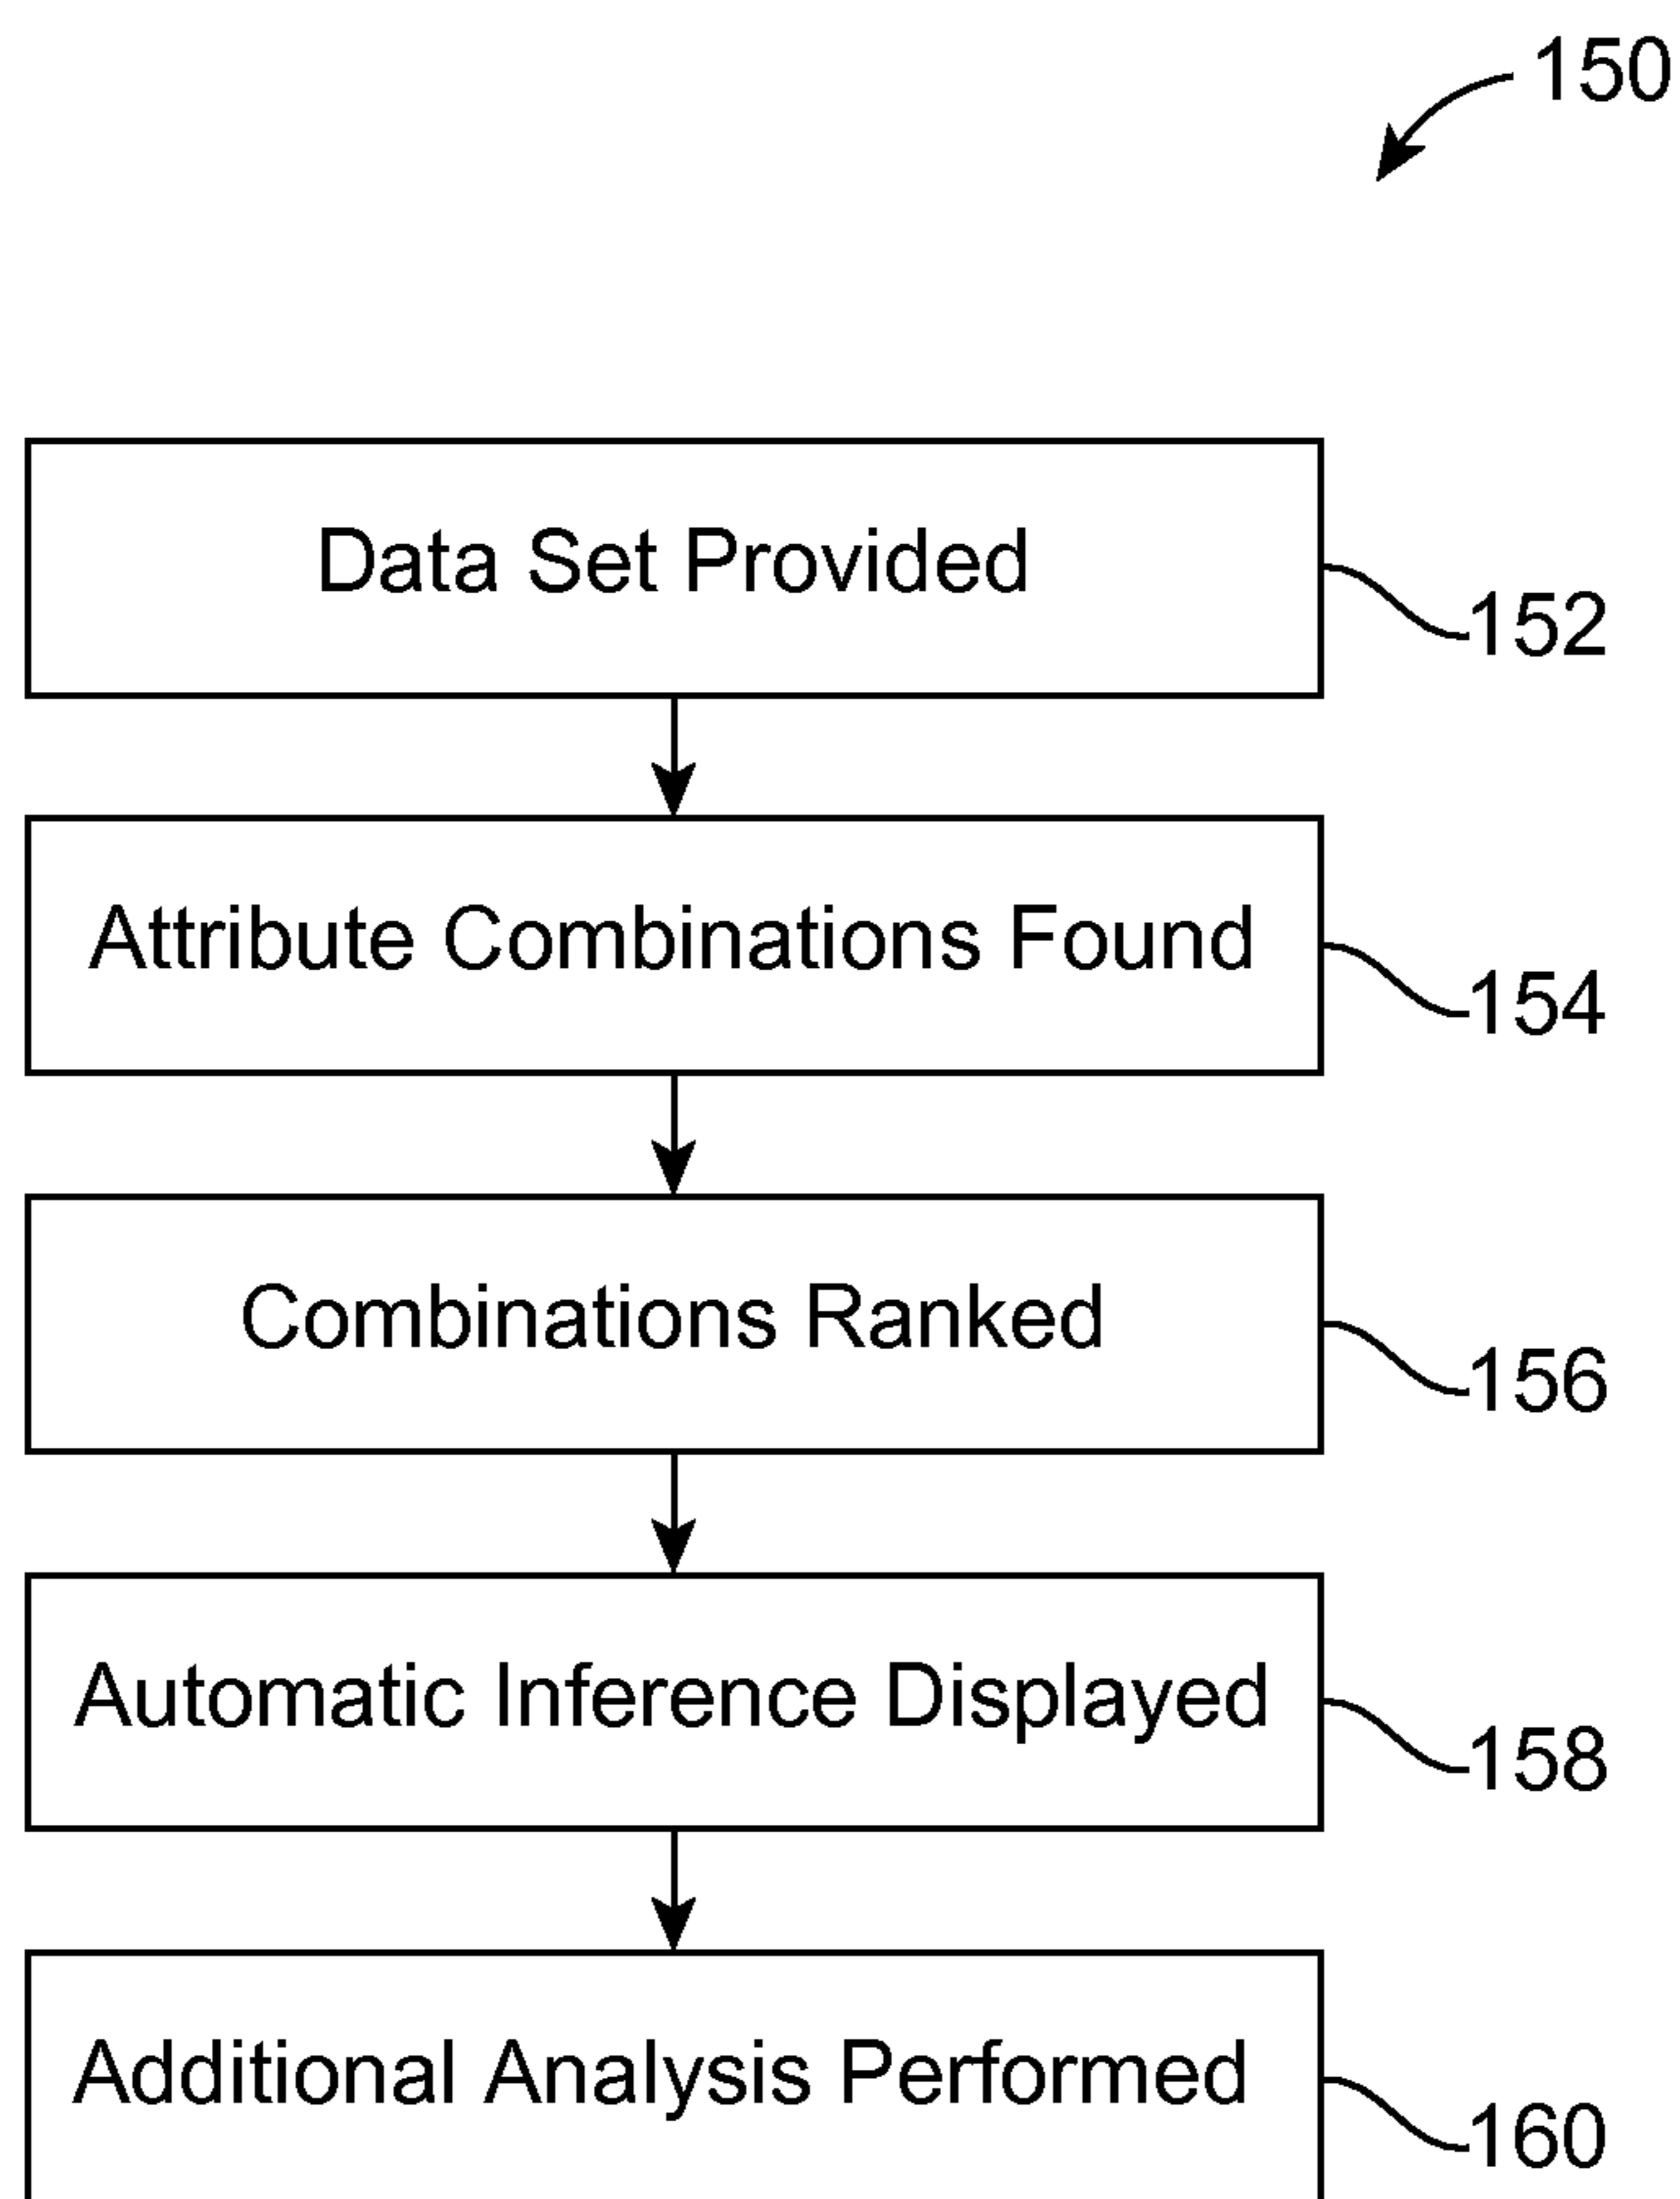 150
Data Set Provided
152
Attribute Combinations Found
154
Combinations Ranked
156
Automatic Inference Displayed
158
Additional Analysis Performed
160